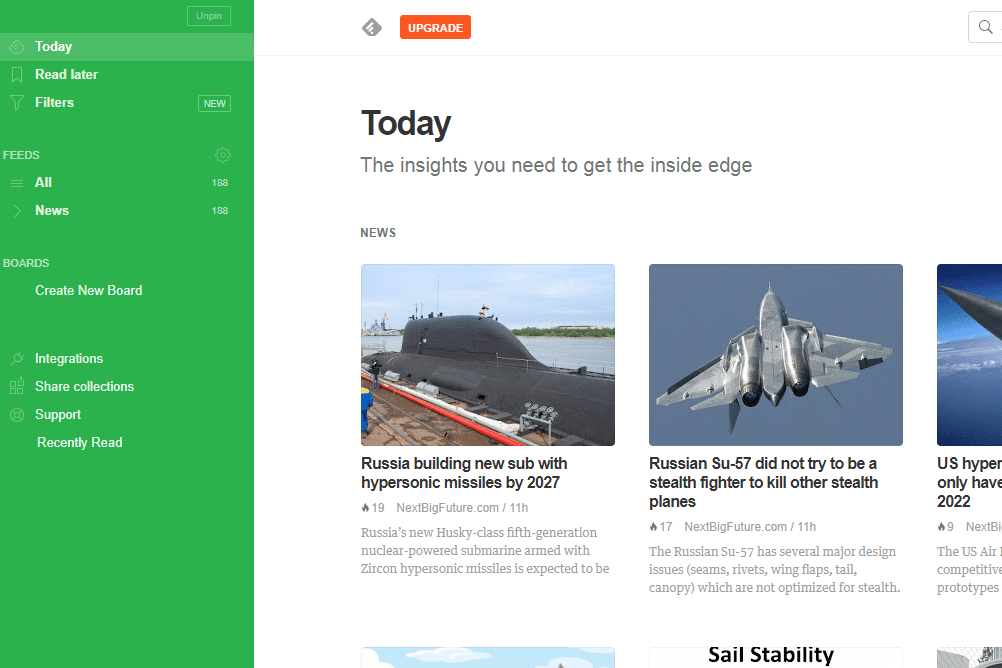 Unpin
Today
Read later
Filters
NEW
FEEDS
All
188
News
188
BOARDS
Create New Board
Integrations
Share collections
Support
Recently Read
UPGRADE
Today
The insights you need to get the inside edge
NEWS
Russia building new sub with
hypersonic missiles by 2027
19 NextBigFuture.com / 11h
Russia’s new Husky-class fifth-generation
nuclear-powered submarine armed with
Zircon hypersonic missiles is expected to be
Russian Su-57 did not try to be a
stealth fighter to kill other stealth
planes
17 NextBigFuture.com / 11h
The Russian Su-57 has several major design
issues (seams, rivets, wing flaps, tail,
canopy) which are not optimized for stealth.
US hyper
only have
2022
9 NextBi
The US Air
competitive
prototypes
Sail Stability